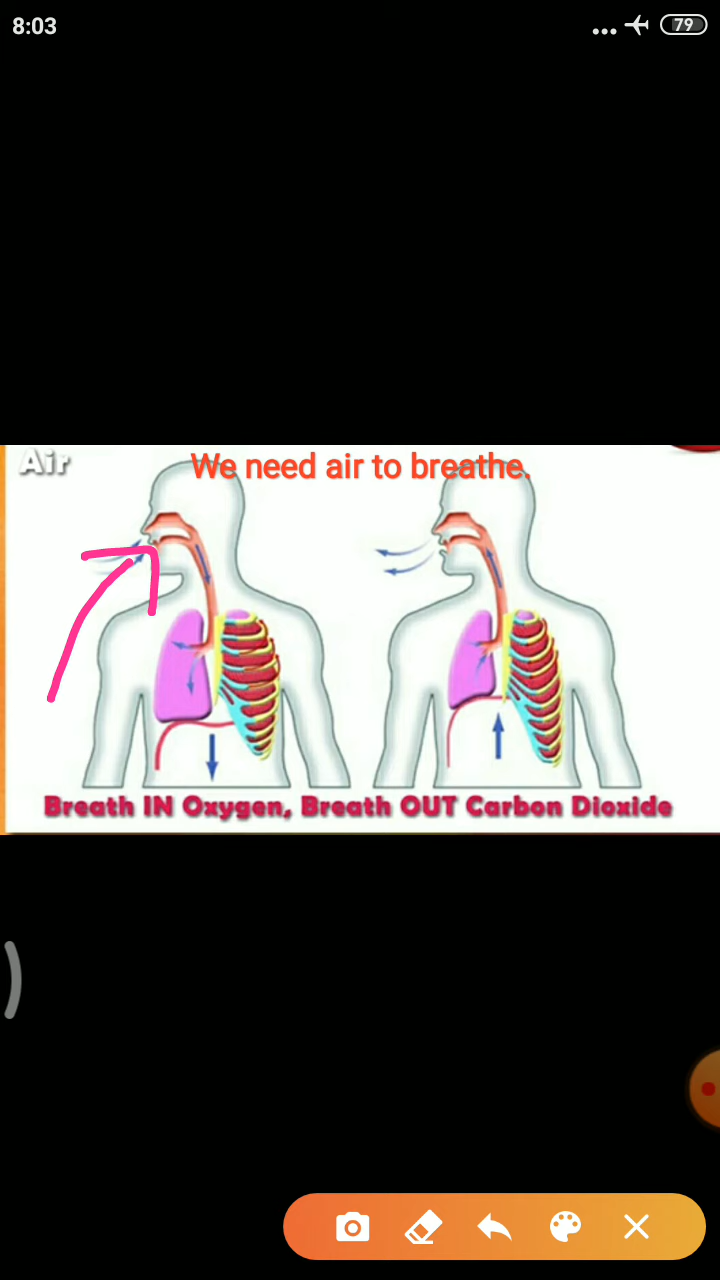 8:03
79
Air
We need air to breathe.
Breath IN Oxygen, Breath OUT Carbon Dioxide